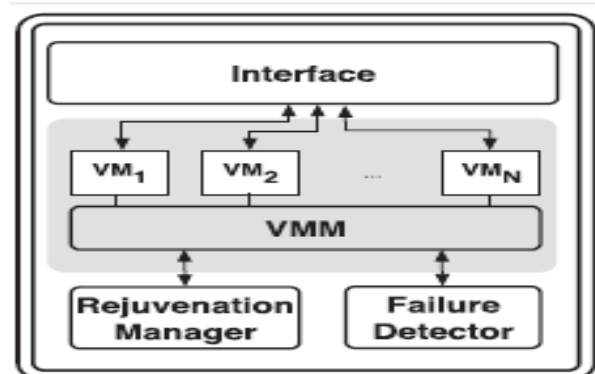 Interface
VM1 VM2 ... VMN
VMM
Rejuvenation Failure
Manager Detector